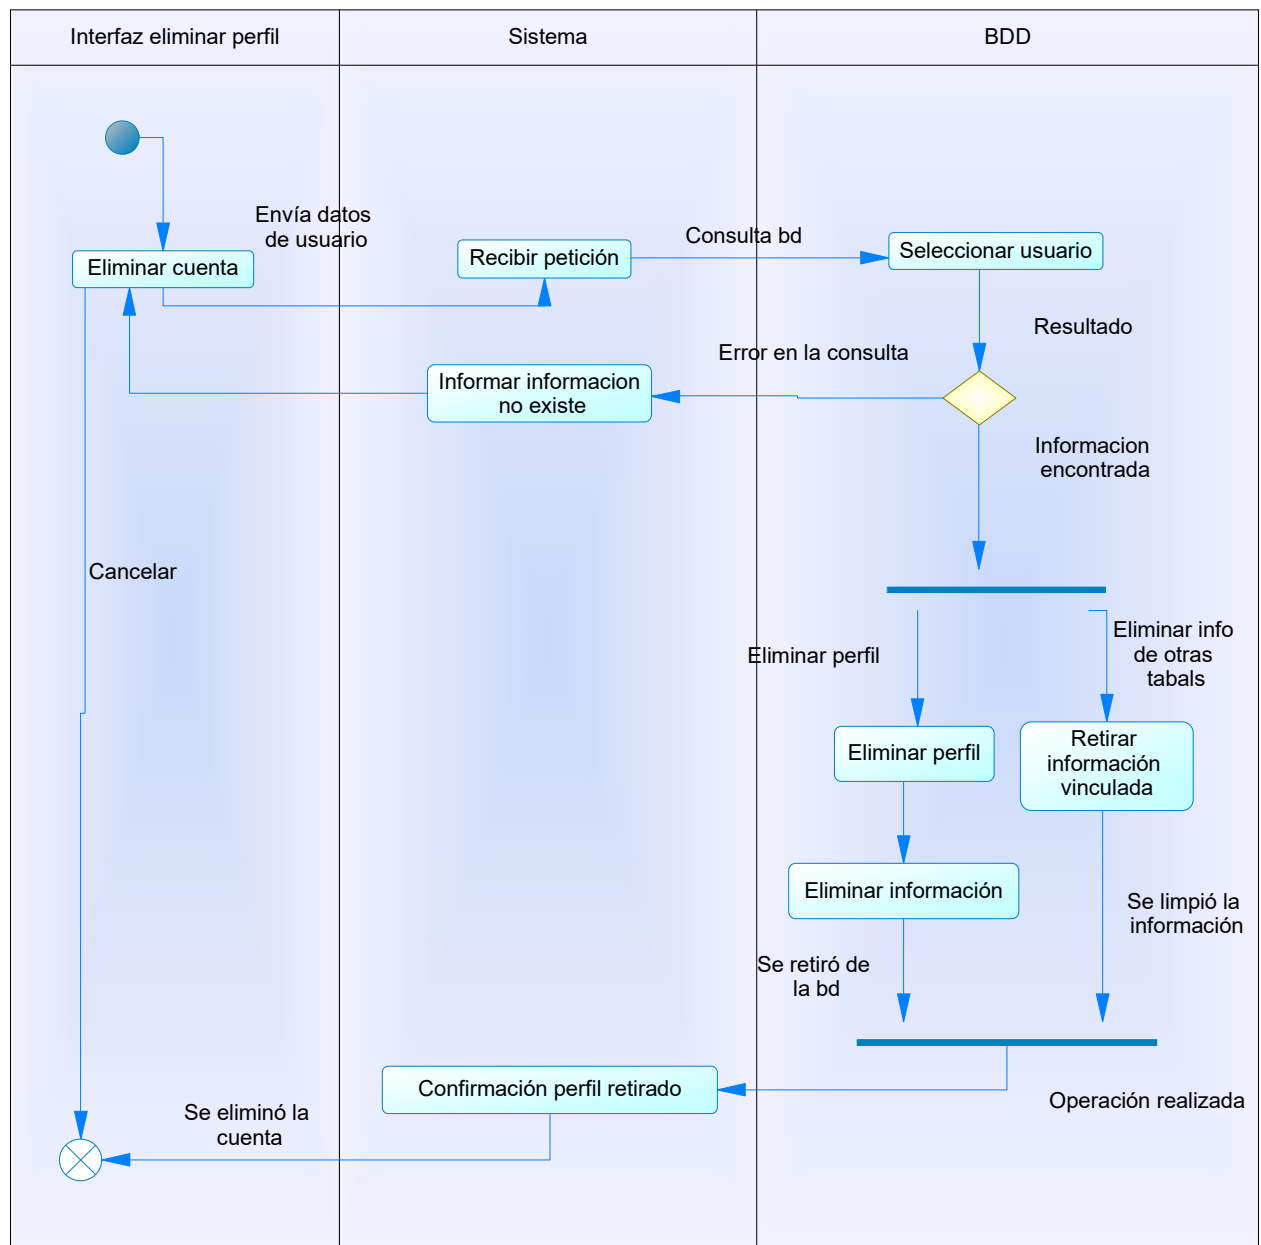 Interfaz eliminar perfil
Sistema
BDD
Envía datos
de usuario
Eliminar cuenta
Recibir petición
Consulta bd
Seleccionar usuario
Resultado
Error en la consulta
Informar informacion
no existe
Informacion
encontrada
Cancelar
Eliminar perfil
Eliminar info
de otras
tabals
Eliminar perfil
Retirar
información
vinculada
Eliminar información
Se limpió la
información
Se retiró de
la bd
Confirmación perfil retirado
Operación realizada
Se eliminó la
cuenta